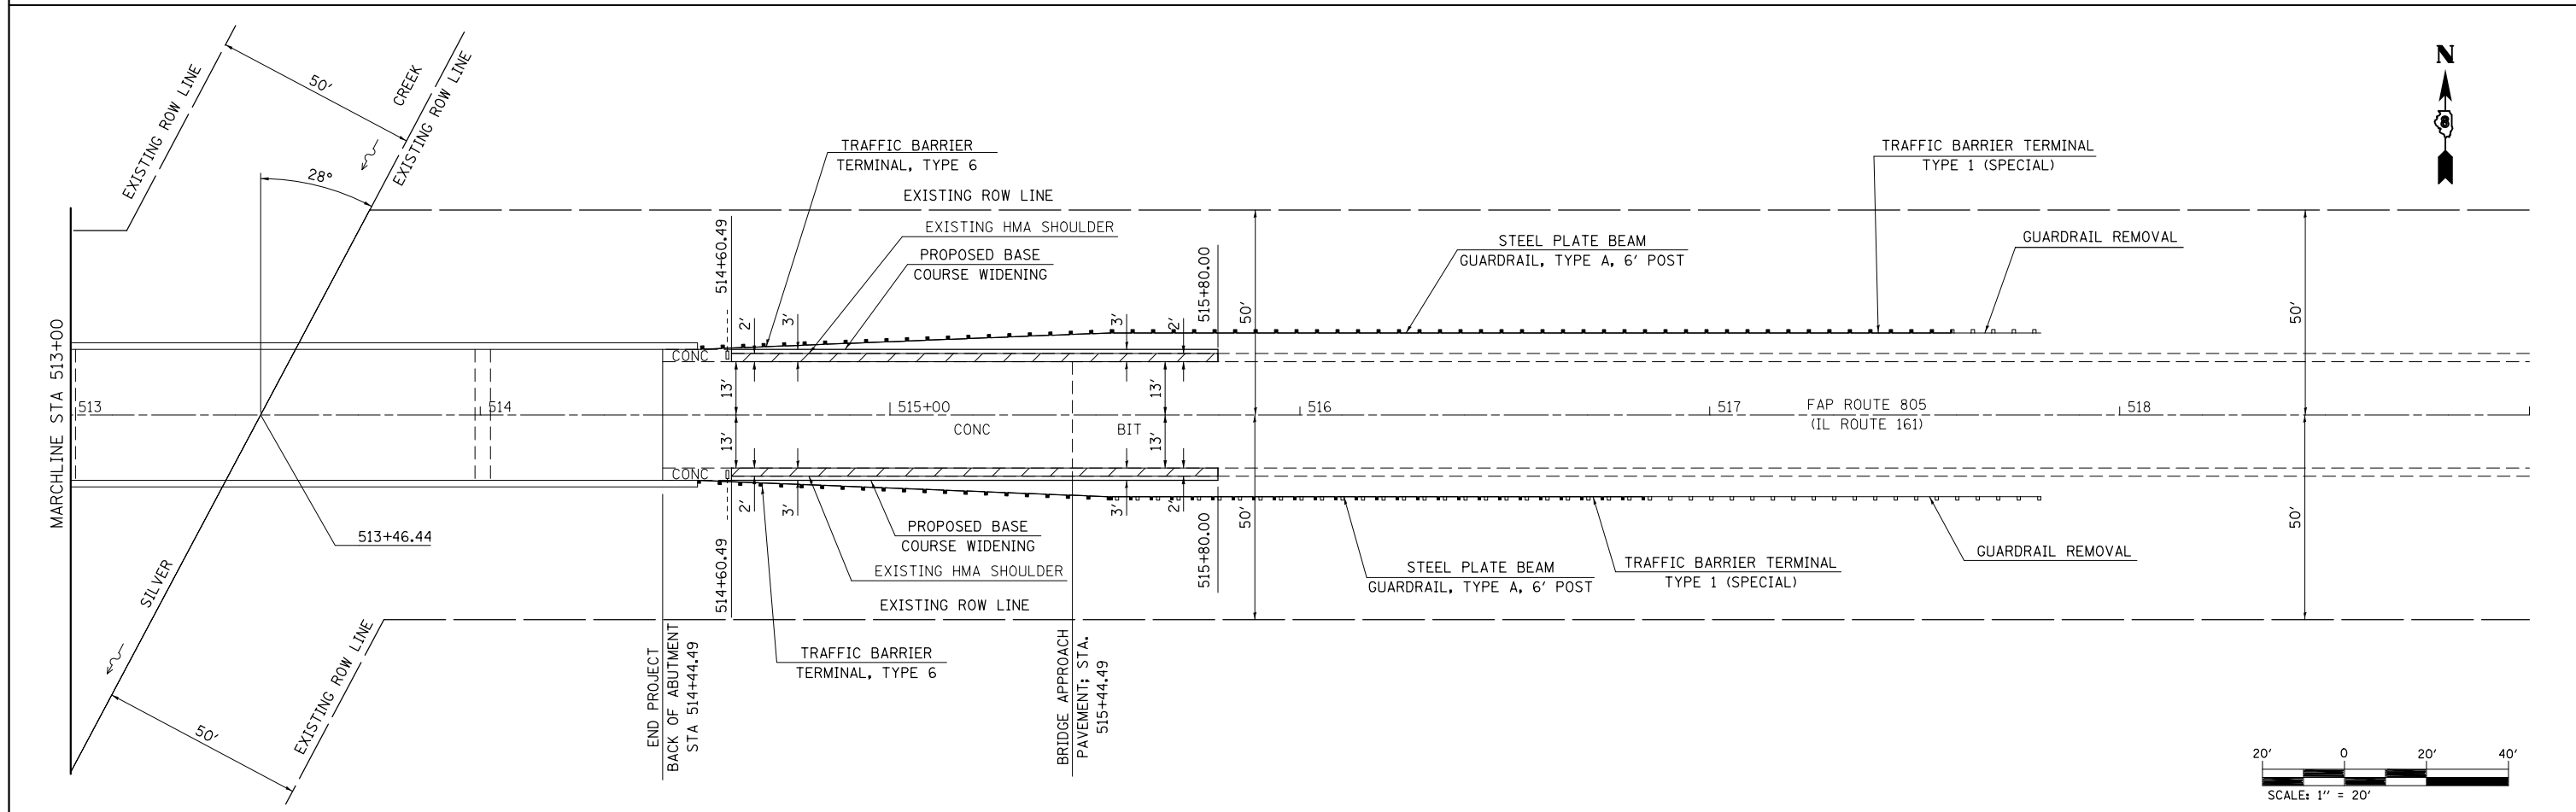 EXISTING ROW LINE
50'
CREEK
EXISTING ROW LINE
28°
TRAFFIC BARRIER
TERMINAL, TYPE 6
EXISTING ROW LINE
EXISTING HMA SHOULDER
PROPOSED BASE
COURSE WIDENING
514+60.49
515+80.00
STEEL PLATE BEAM
GUARDRAIL, TYPE A, 6' POST
TRAFFIC BARRIER TERMINAL
TYPE 1 (SPECIAL)
GUARDRAIL REMOVAL
N
8
50'
50'
2'
3'
3'
2'
MARCHLINE STA 513+00
CONC
13'
13'
513
514
515+00
516
517
FAP ROUTE 805
(IL ROUTE 161)
518
CONC
BIT
13'
13'
CONC
2'
3'
3'
2'
50'
50'
513+46.44
SILVER
514+60.49
PROPOSED BASE
COURSE WIDENING
EXISTING HMA SHOULDER
EXISTING ROW LINE
515+80.00
STEEL PLATE BEAM
GUARDRAIL, TYPE A, 6' POST
TRAFFIC BARRIER TERMINAL
TYPE 1 (SPECIAL)
GUARDRAIL REMOVAL
EXISTING ROW LINE
50'
END PROJECT
BACK OF ABUTMENT
STA 514+44.49
TRAFFIC BARRIER
TERMINAL, TYPE 6
BRIDGE APPROACH
PAVEMENT; STA.
515+44.49
20' 0 20' 40'
SCALE: 1" = 20'